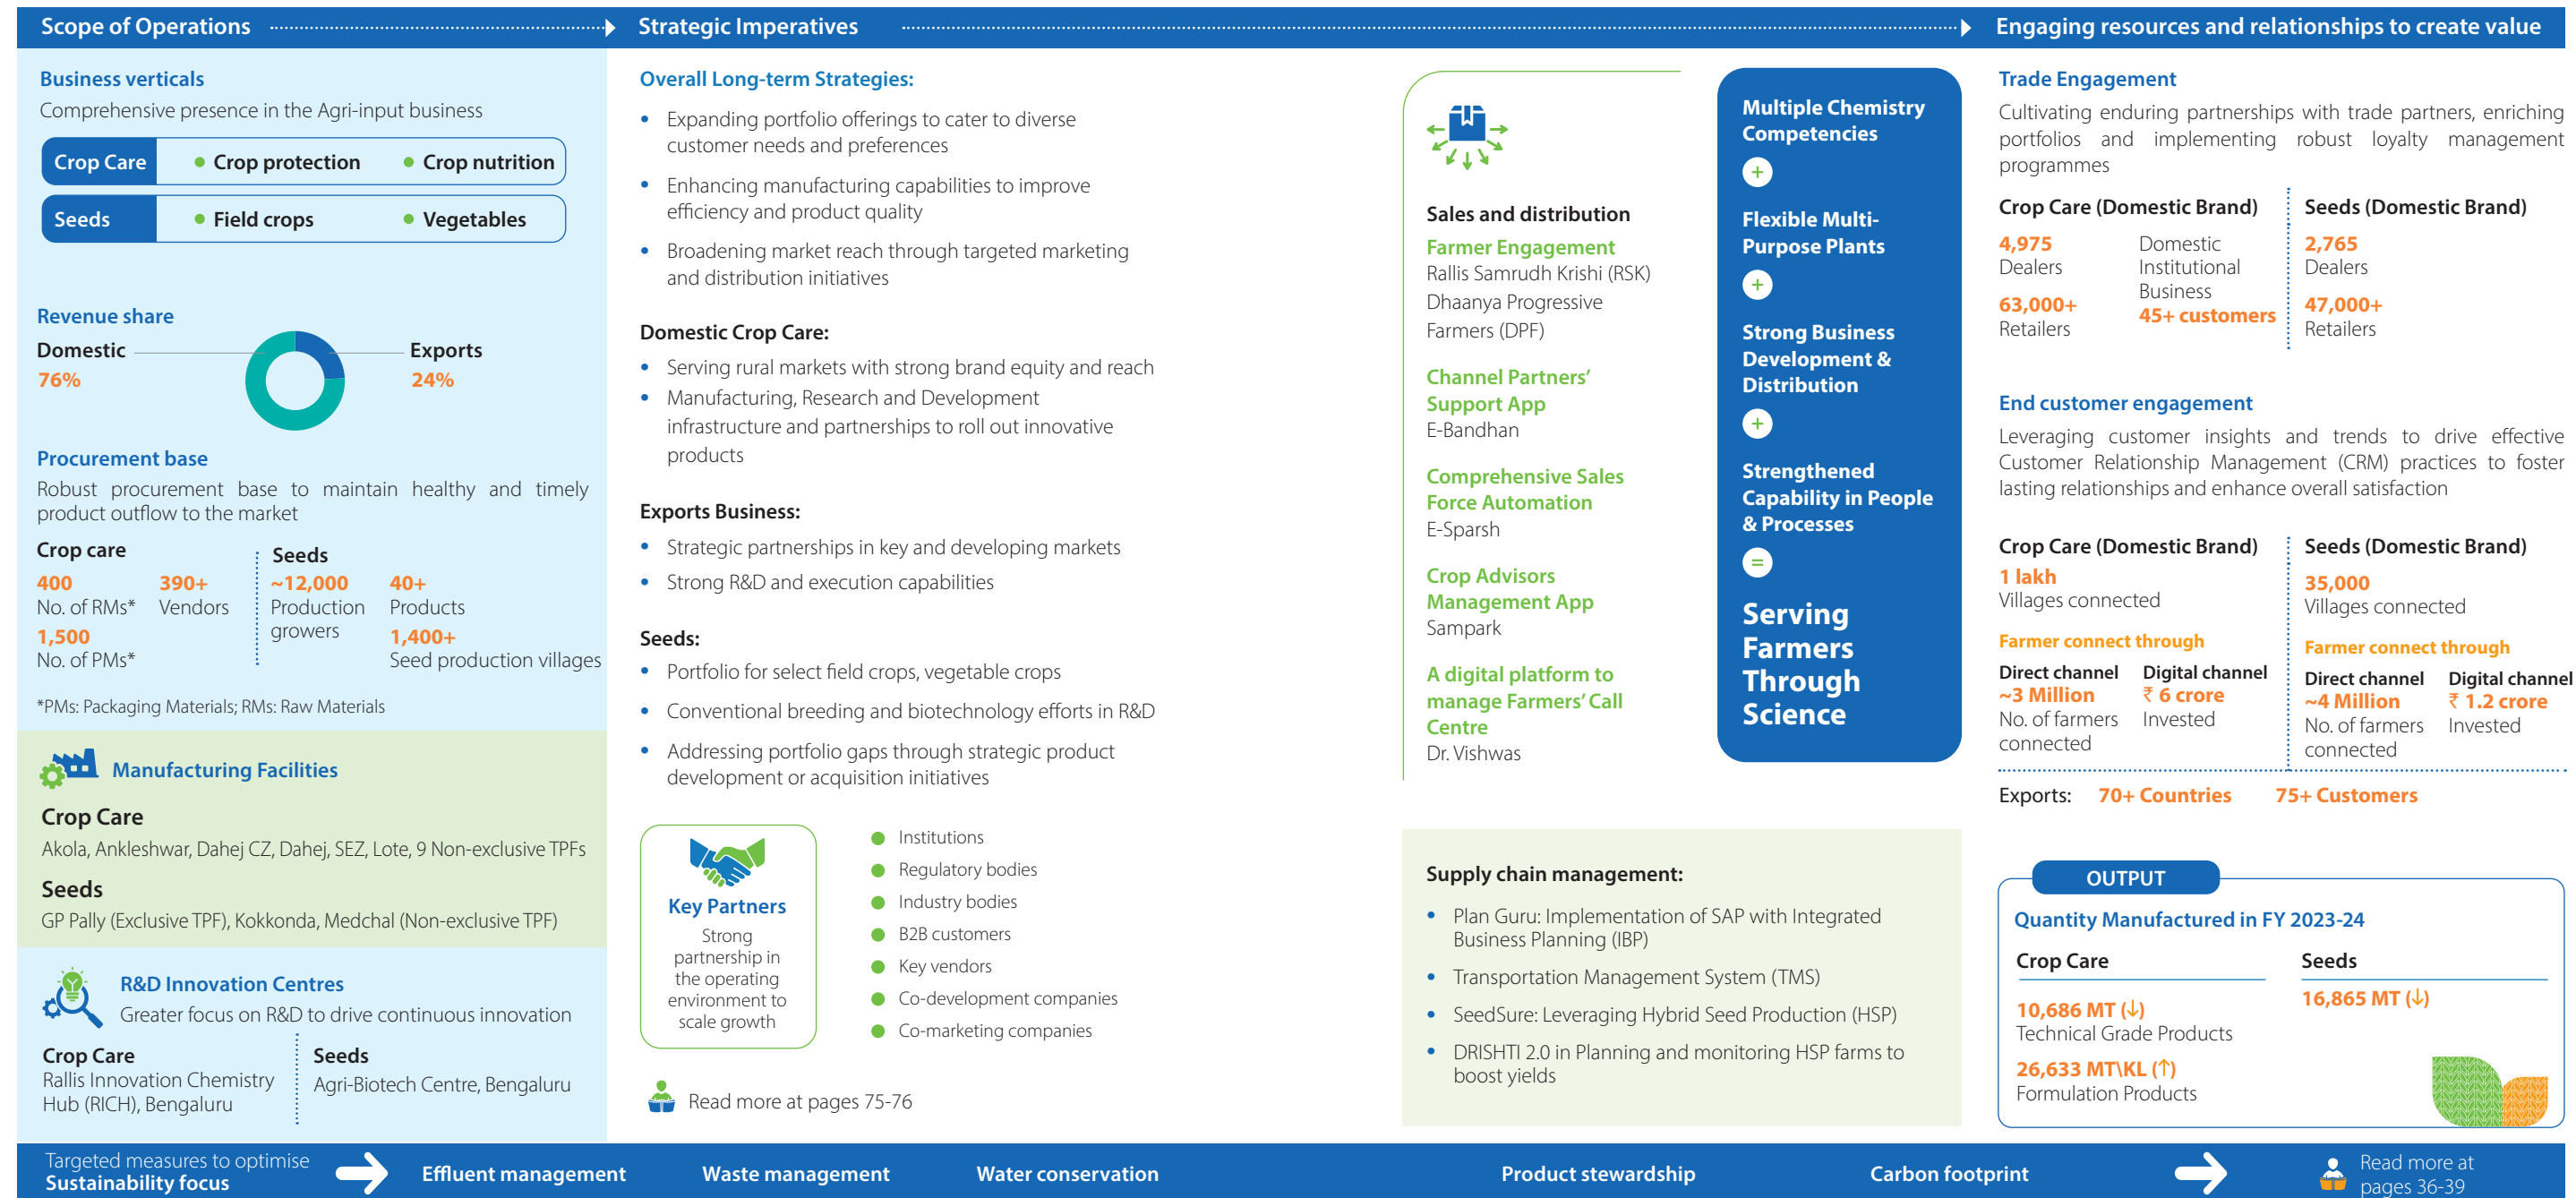 Scope of Operations
Strategic Imperatives
Engaging resources and relationships to create value
Business verticals
Comprehensive presence in the Agri-input business
Crop Care
Crop protection
Crop nutrition
Seeds
Field crops
Vegetables
Revenue share
Domestic
76%
Exports
24%
Procurement base
Robust procurement base to maintain healthy and timely
product outflow to the market
Crop care
400
No. of RMs*
390+
Vendors
1,500
No. of PMs*
Seeds
~12,000
Production
growers
40+
Products
1,400+
Seed production villages
*PMs: Packaging Materials; RMs: Raw Materials
Manufacturing Facilities
Crop Care
Akola, Ankleshwar, Dahej CZ, Dahej, SEZ, Lote, 9 Non-exclusive TPFs
Seeds
GP Pally (Exclusive TPF), Kokkonda, Medchal (Non-exclusive TPF)
R&D Innovation Centres
Greater focus on R&D to drive continuous innovation
Crop Care
Rallis Innovation Chemistry
Hub (RICH), Bengaluru
Seeds
Agri-Biotech Centre, Bengaluru
Overall Long-term Strategies:
• Expanding portfolio offerings to cater to diverse
customer needs and preferences
• Enhancing manufacturing capabilities to improve
efficiency and product quality
• Broadening market reach through targeted marketing
and distribution initiatives
Domestic Crop Care:
• Serving rural markets with strong brand equity and reach
• Manufacturing, Research and Development
infrastructure and partnerships to roll out innovative
products
Exports Business:
• Strategic partnerships in key and developing markets
• Strong R&D and execution capabilities
Seeds:
• Portfolio for select field crops, vegetable crops
• Conventional breeding and biotechnology efforts in R&D
• Addressing portfolio gaps through strategic product
development or acquisition initiatives
Key Partners
Strong
partnership in
the operating
environment to
scale growth
Institutions
Regulatory bodies
Industry bodies
B2B customers
Key vendors
Co-development companies
Co-marketing companies
Read more at pages 75-76
Sales and distribution
Farmer Engagement
Rallis Samrudh Krishi (RSK)
Dhaanya Progressive
Farmers (DPF)
Channel Partners'
Support App
E-Bandhan
Comprehensive Sales
Force Automation
E-Sparsh
Crop Advisors
Management App
Sampark
A digital platform to
manage Farmers' Call
Centre
Dr. Vishwas
Multiple Chemistry
Competencies
+
Flexible Multi-
Purpose Plants
+
Strong Business
Development &
Distribution
+
Strengthened
Capability in People
& Processes
=
Serving
Farmers
Through
Science
Supply chain management:
• Plan Guru: Implementation of SAP with Integrated
Business Planning (IBP)
• Transportation Management System (TMS)
• SeedSure: Leveraging Hybrid Seed Production (HSP)
• DRISHTI 2.0 in Planning and monitoring HSP farms to
boost yields
Trade Engagement
Cultivating enduring partnerships with trade partners, enriching
portfolios and implementing robust loyalty management
programmes
Crop Care (Domestic Brand)
4,975
Dealers
63,000+
Retailers
Domestic
Institutional
Business
45+ customers
Seeds (Domestic Brand)
2,765
Dealers
47,000+
Retailers
End customer engagement
Leveraging customer insights and trends to drive effective
Customer Relationship Management (CRM) practices to foster
lasting relationships and enhance overall satisfaction
Crop Care (Domestic Brand)
1 lakh
Villages connected
Farmer connect through
Direct channel
~3 Million
No. of farmers
connected
Digital channel
₹ 6 crore
Invested
Seeds (Domestic Brand)
35,000
Villages connected
Farmer connect through
Direct channel
~4 Million
No. of farmers
connected
Digital channel
₹ 1.2 crore
Invested
Exports: 70+ Countries 75+ Customers
OUTPUT
Quantity Manufactured in FY 2023-24
Crop Care
10,686 MT (↓)
Technical Grade Products
26,633 MT\KL (↑)
Formulation Products
Seeds
16,865 MT (↓)
Targeted measures to optimise
Sustainability focus
Effluent management
Waste management
Water conservation
Product stewardship
Carbon footprint
Read more at
pages 36-39